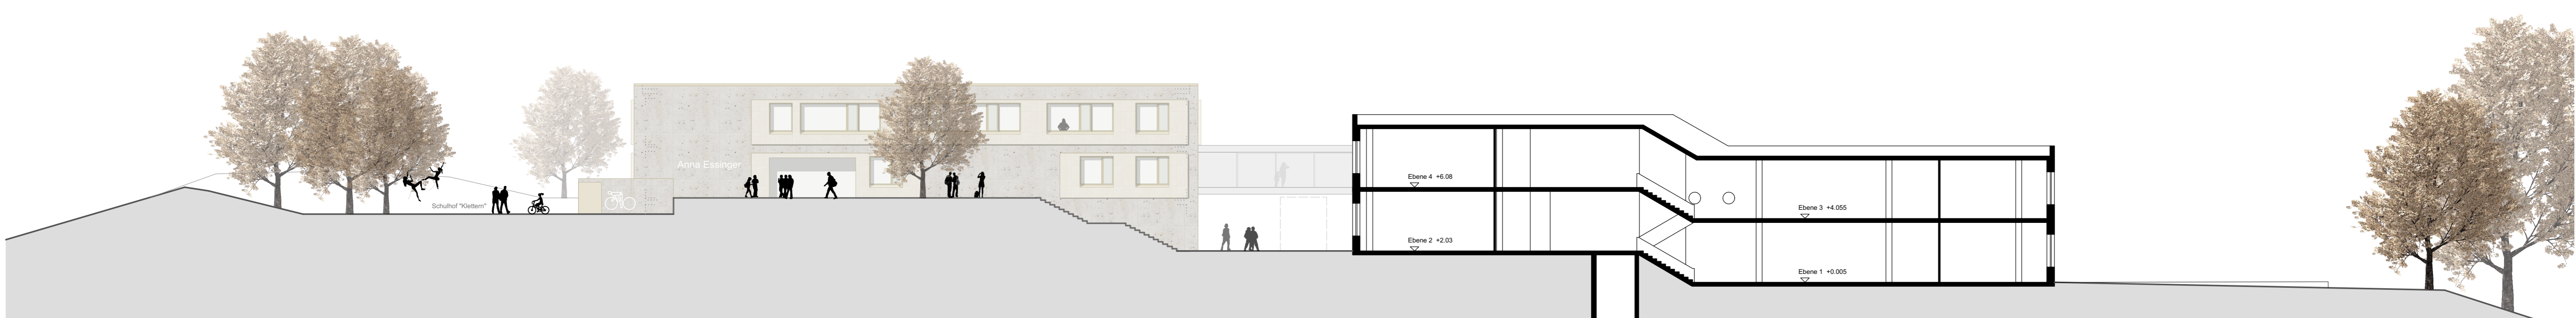 Anna Essinger
Schulhof "Klettern"
Ebene 4 +6.08
Ebene 3 +4.055
Ebene 2 +2.03
Ebene 1 +0.005